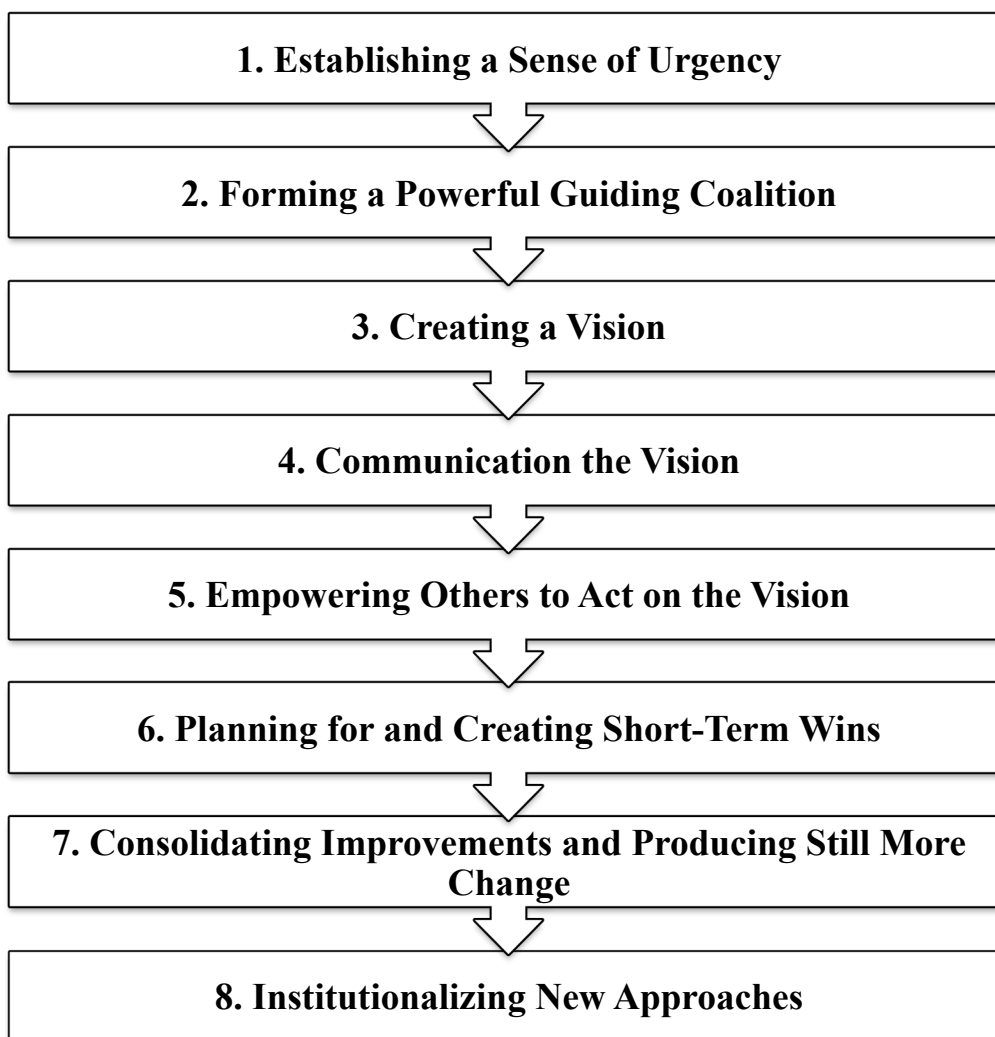 1. Establishing a Sense of Urgency
2. Forming a Powerful Guiding Coalition
3. Creating a Vision
4. Communication the Vision
5. Empowering Others to Act on the Vision
6. Planning for and Creating Short-Term Wins
7. Consolidating Improvements and Producing Still More
Change
8. Institutionalizing New Approaches